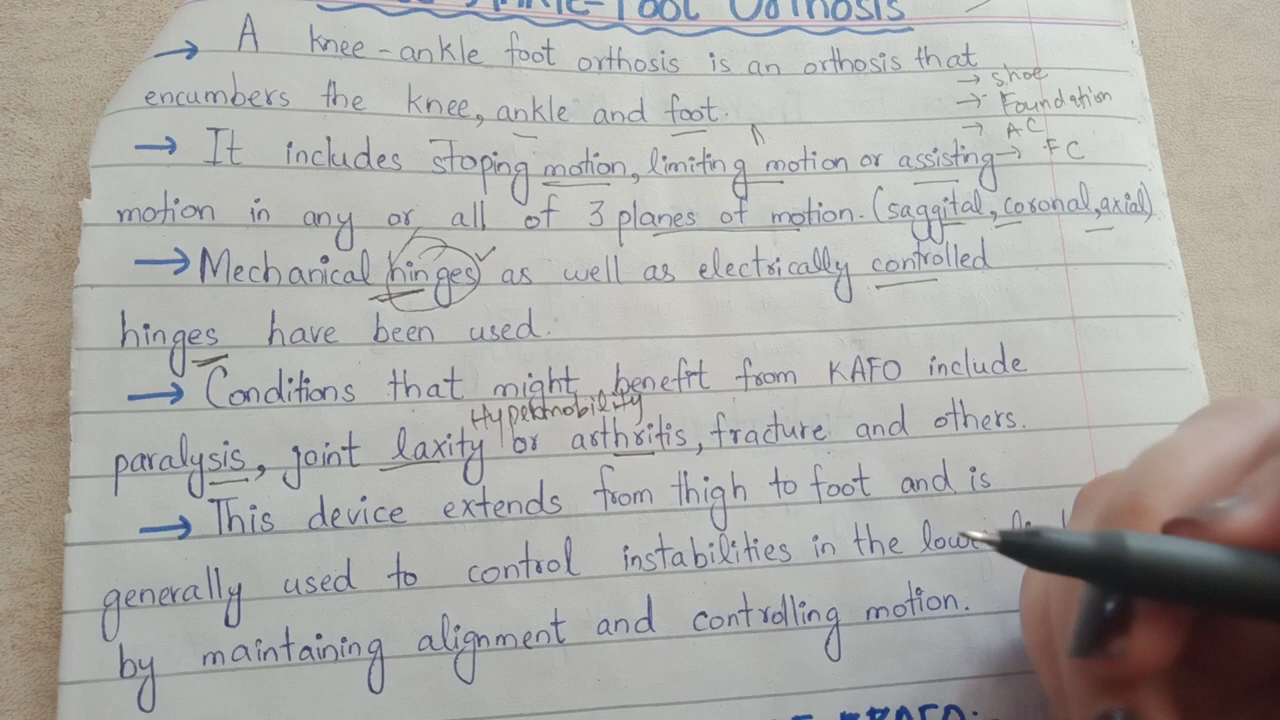 Ankle-Foot Orthosis
→ A knee-ankle foot orthosis is an orthosis that
→ shoe
encumbers the knee, ankle and foot.
→ Foundation
→ AC
→ It includes stoping motion, limiting motion or assisting
→ FC
motion in any or all of 3 planes of motion. (saggital, coronal, axial)
→ Mechanical hinges as well as electrically controlled
hinges have been used.
→ Conditions that might benefit from KAFO include
Hypermobility
paralysis, joint laxity or arthritis, fracture and others.
→ This device extends from thigh to foot and is
generally used to control instabilities in the
by maintaining alignment and controlling motion.